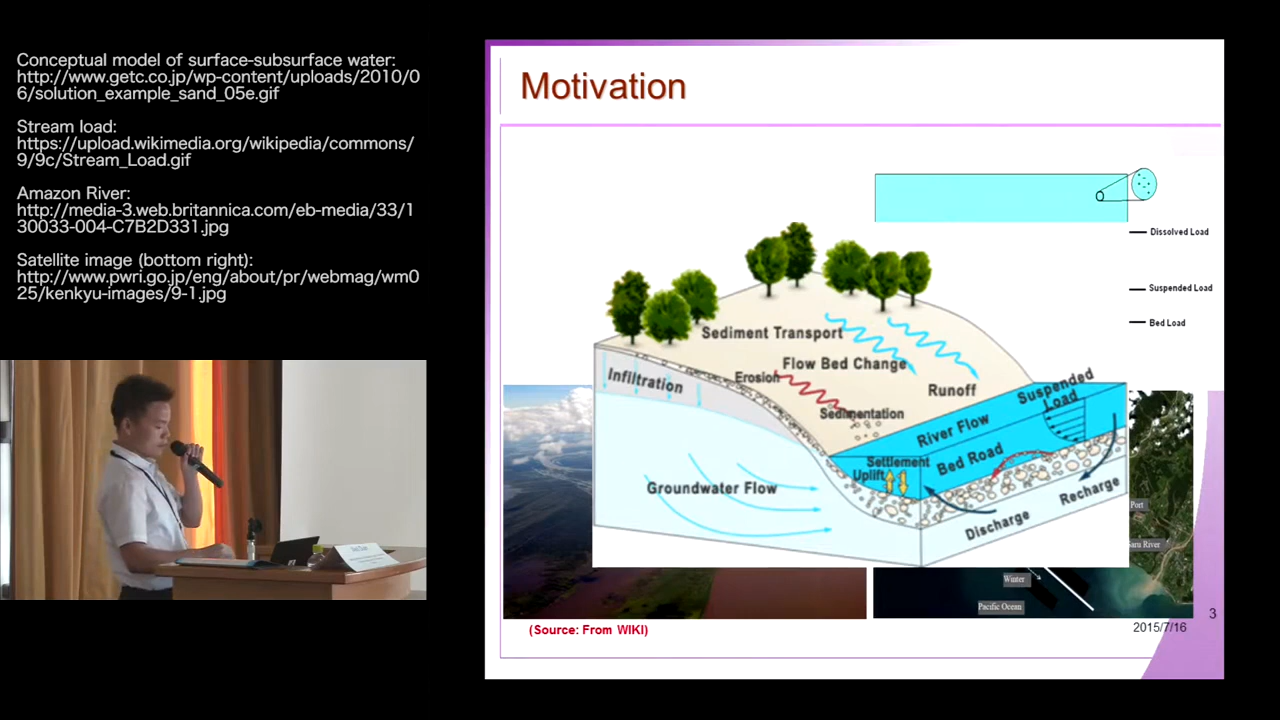 Conceptual model of surface-subsurface water:
http://www.getc.co.jp/wp-content/uploads/2010/0
6/solution_example_sand_05e.gif
Stream load:
https://upload.wikimedia.org/wikipedia/commons/
9/9c/Stream_Load.gif
Amazon River:
http://media-3.web.britannica.com/eb-media/33/1
30033-004-C7B2D331.jpg
Satellite image (bottom right):
http://www.pwri.go.jp/eng/about/pr/webmag/wm0
25/kenkyu-images/9-1.jpg
Motivation
Dissolved Load
Suspended Load
Bed Load
Sediment Transport
Flow Bed Change
Infiltration
Erosion
Runoff
Sedimentation
Suspended
Load
River Flow
Bed Road
Settlement
Uplift
Groundwater Flow
Recharge
Discharge
Port
River
Winter
Pacific Ocean
(Source: From WIKI)
3
2015/7/16